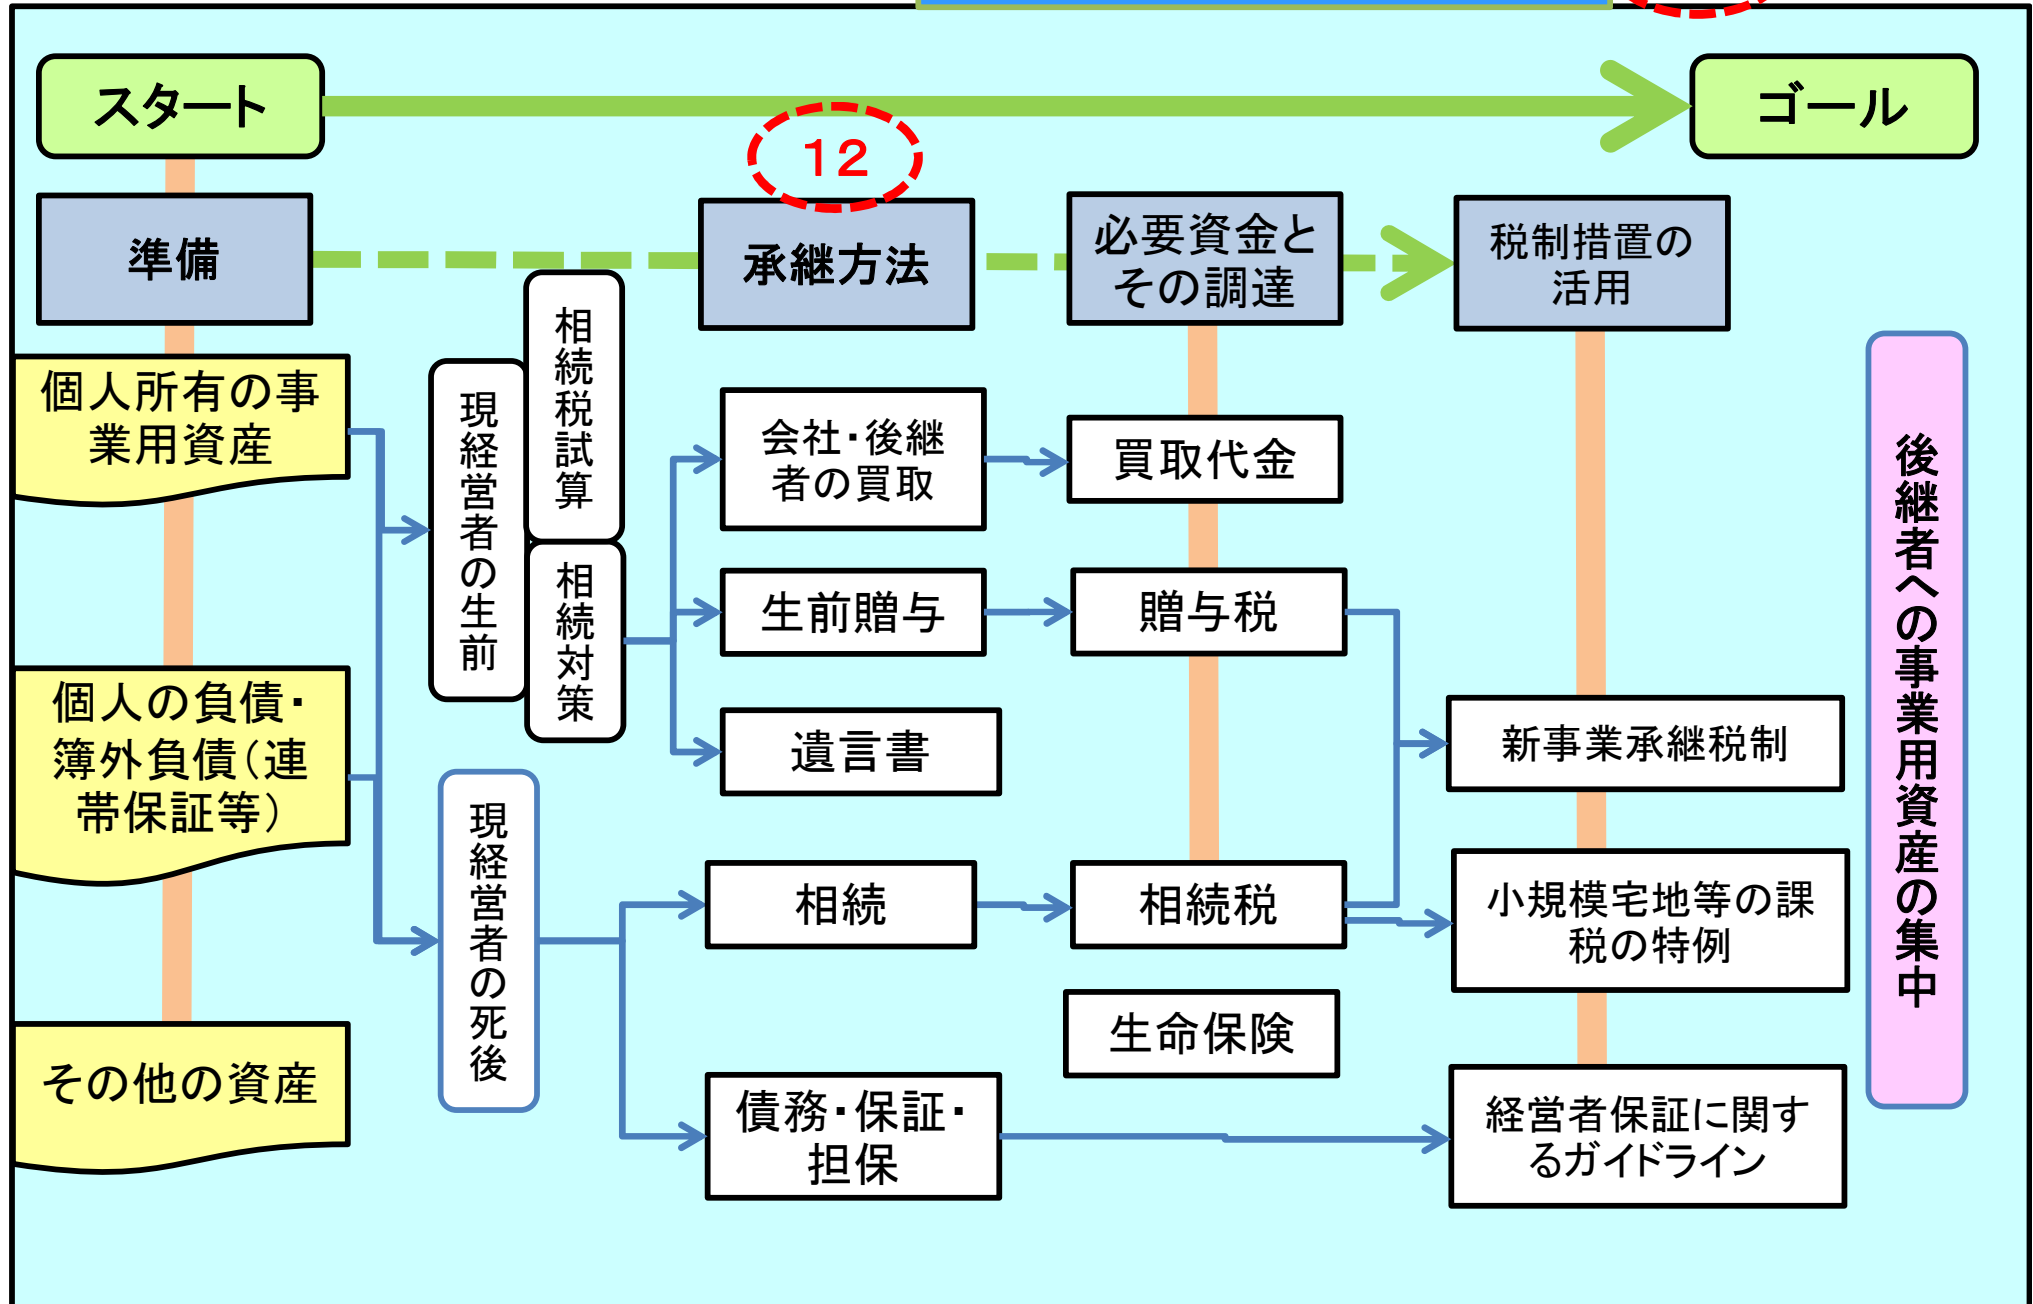 スタート
ゴール
12
準備
承継方法
必要資金と
その調達
税制措置の
活用
個人所有の事
業用資産
個人の負債・
簿外負債(連
帯保証等)
その他の資産
現経営者の生前
相続税試算
相続対策
現経営者の死後
会社・後継
者の買取
生前贈与
遺言書
相続
債務・保証・
担保
買取代金
贈与税
相続税
生命保険
新事業承継税制
小規模宅地等の課
税の特例
経営者保証に関す
るガイドライン
後継者への事業用資産の集中